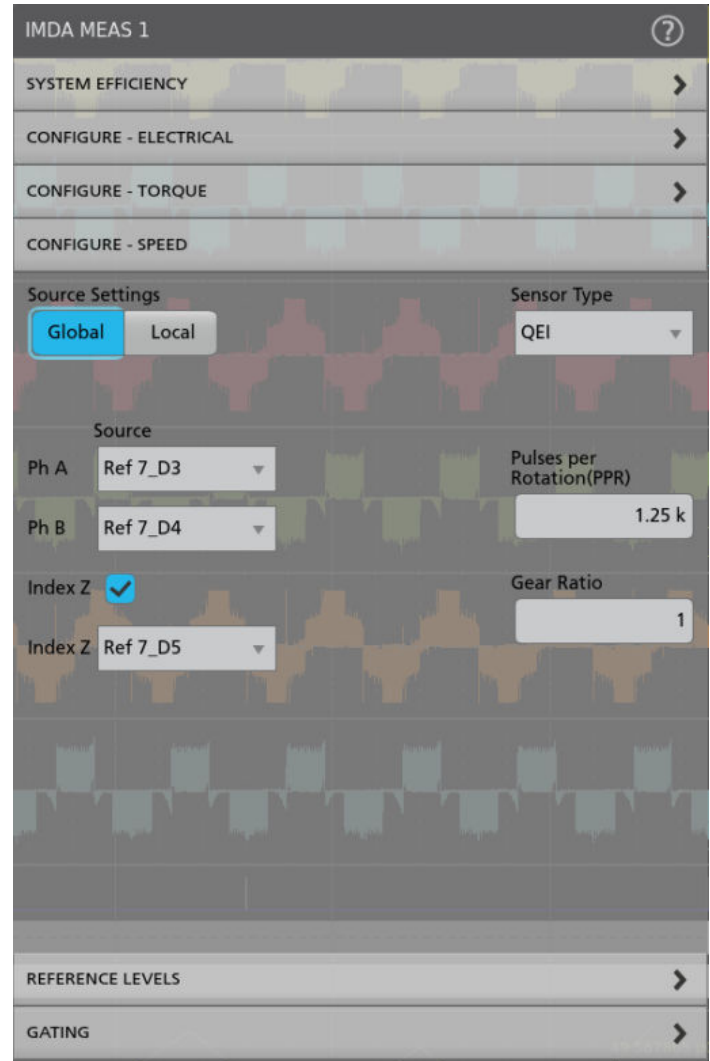 IMDA MEAS 1
?
SYSTEM EFFICIENCY
CONFIGURE - ELECTRICAL
CONFIGURE - TORQUE
CONFIGURE - SPEED
Source Settings
Global Local
Sensor Type
QEI
Source
Ph A Ref 7_D3
Ph B Ref 7_D4
Index Z
Index Z Ref 7_D5
Pulses per
Rotation(PPR)
1.25 k
Gear Ratio
1
REFERENCE LEVELS
GATING